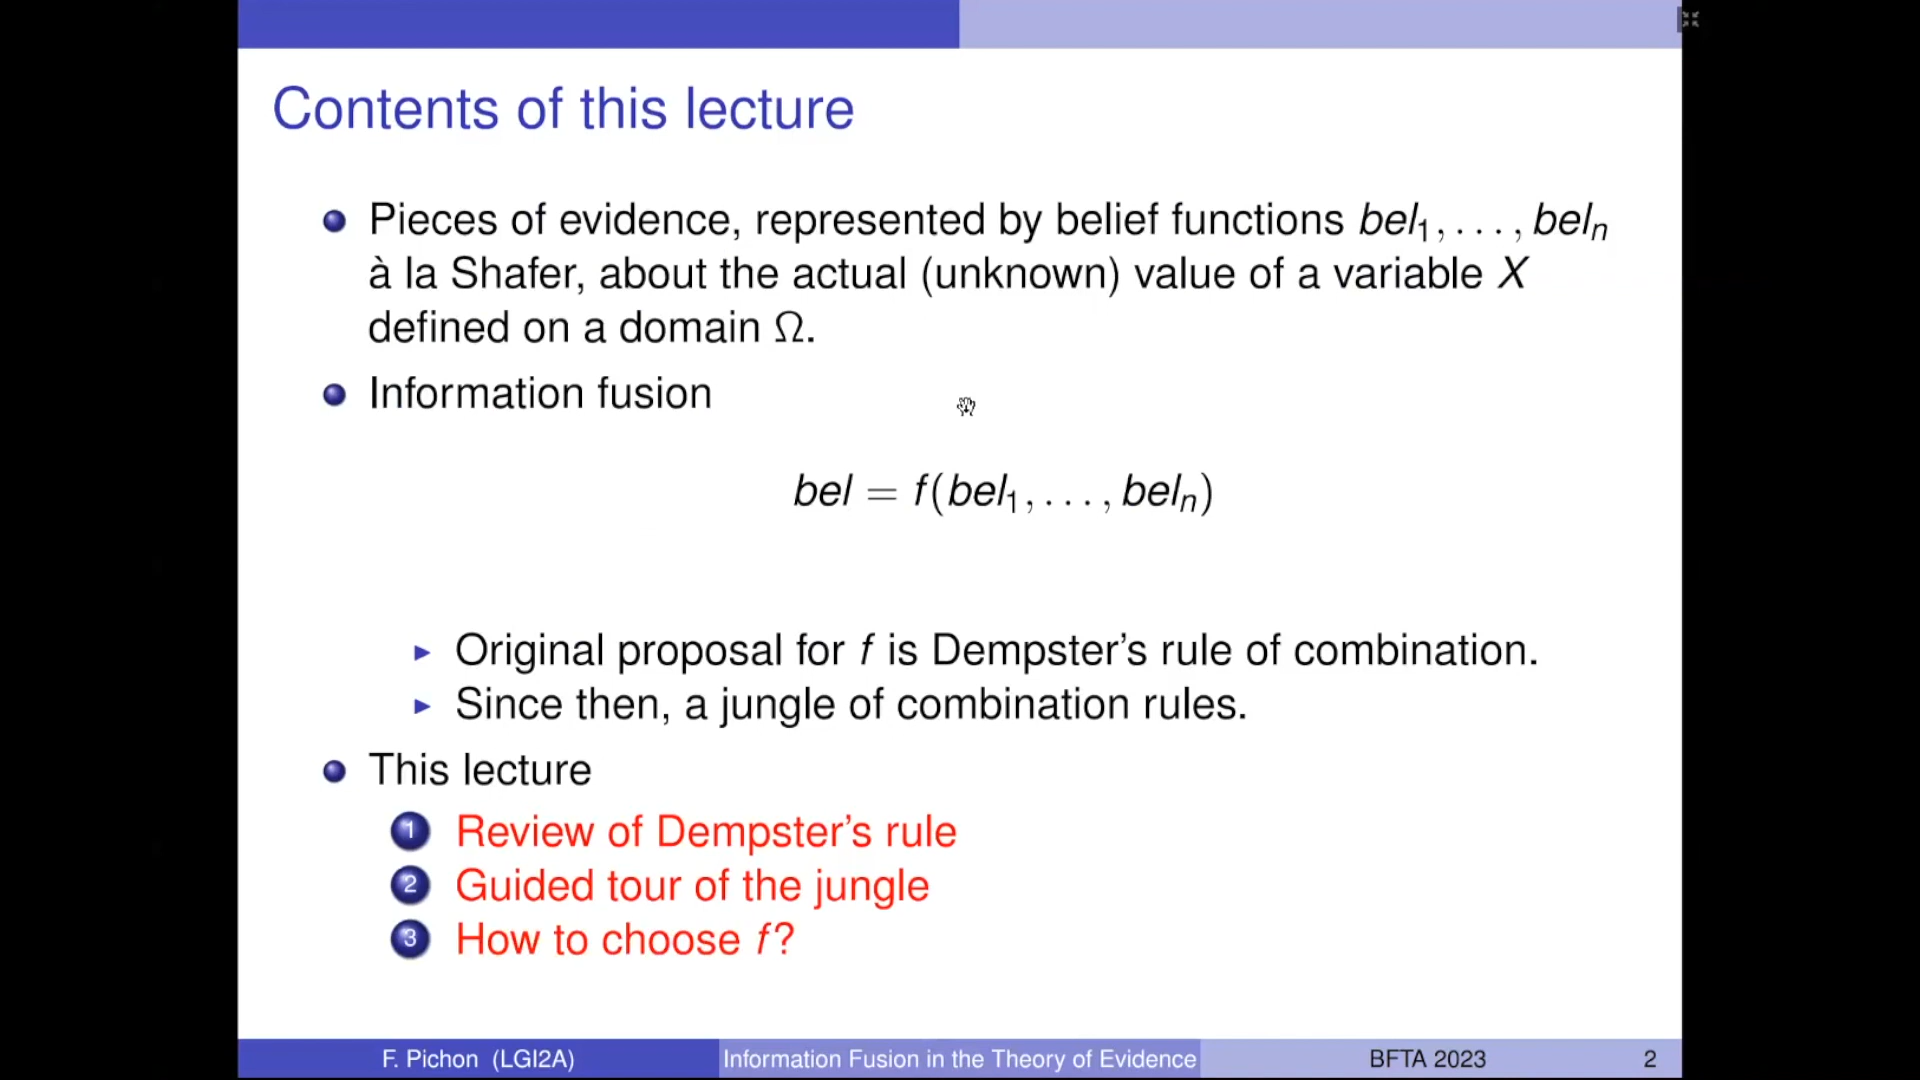 Contents of this lecture
Pieces of evidence, represented by belief functions bel₁, . . . , belₙ
à la Shafer, about the actual (unknown) value of a variable X
defined on a domain Ω.
Information fusion
bel = f(bel₁, . . . , belₙ)
Original proposal for f is Dempster's rule of combination.
Since then, a jungle of combination rules.
This lecture
1 Review of Dempster's rule
2 Guided tour of the jungle
3 How to choose f?
F. Pichon (LGI2A) Information Fusion in the Theory of Evidence BFTA 2023 2